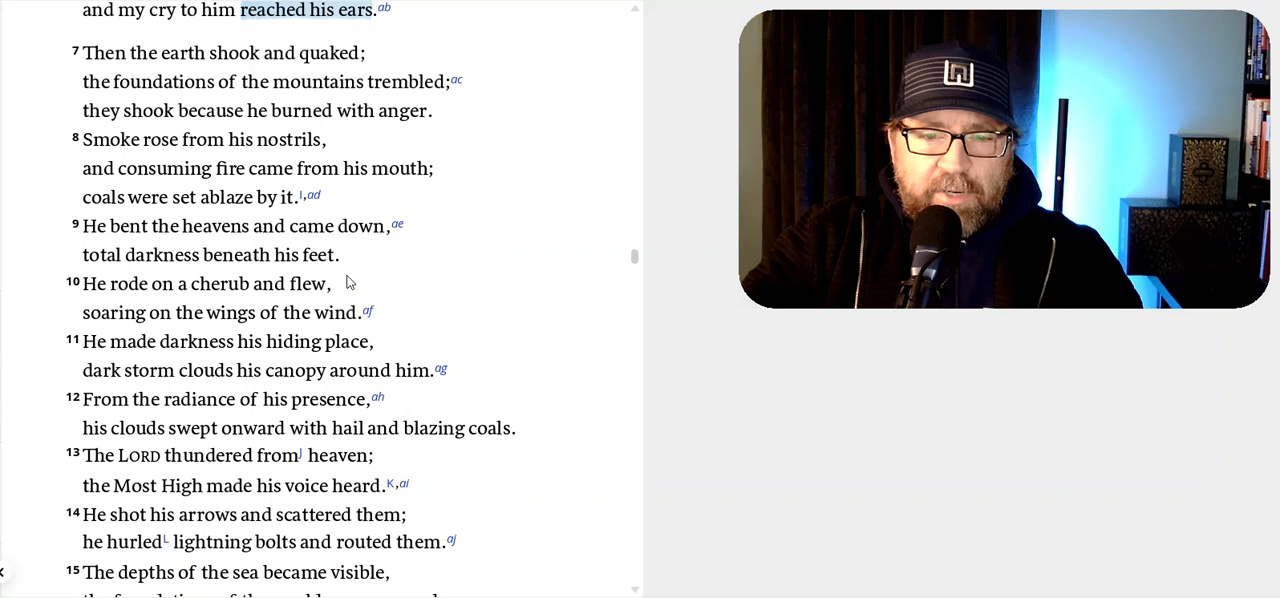 and my cry to him reached his ears.ab
7 Then the earth shook and quaked;
the foundations of the mountains trembled;ac
they shook because he burned with anger.
8 Smoke rose from his nostrils,
and consuming fire came from his mouth;
coals were set ablaze by it.I,ad
9 He bent the heavens and came down,ae
total darkness beneath his feet.
10 He rode on a cherub and flew,
soaring on the wings of the wind.af
11 He made darkness his hiding place,
dark storm clouds his canopy around him.ag
12 From the radiance of his presence,ah
his clouds swept onward with hail and blazing coals.
13 The LORD thundered fromJ heaven;
the Most High made his voice heard.K,ai
14 He shot his arrows and scattered them;
he hurledL lightning bolts and routed them.aj
15 The depths of the sea became visible,